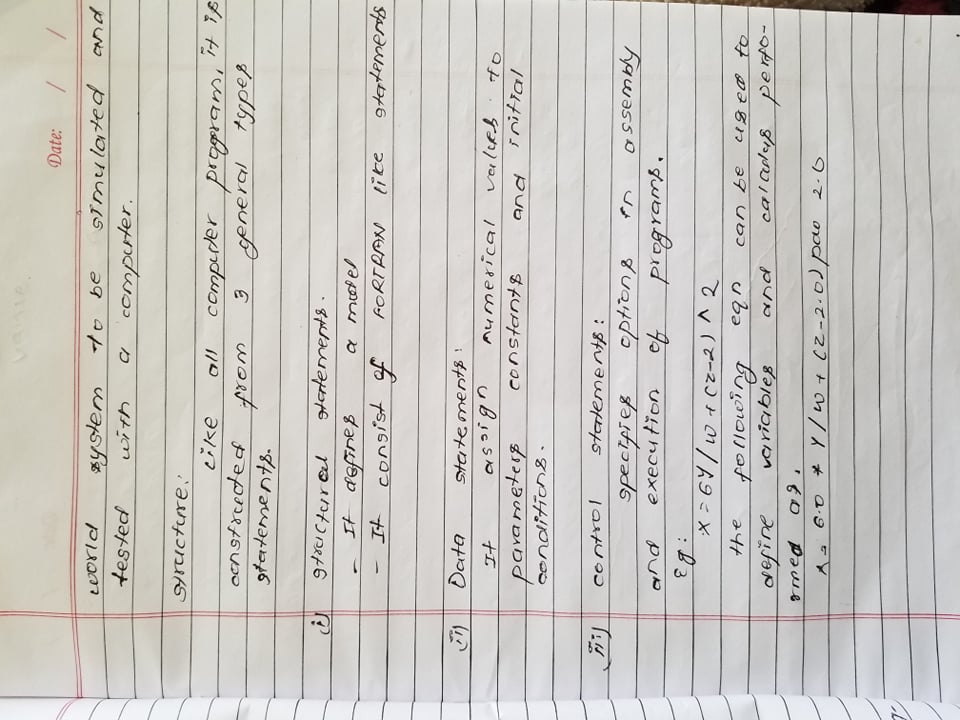 Date: / /
world system to be simulated and
tested with a computer.
structure:
Like all computer program, it is
constructed from 3 general types
statements.
i) structural statements.
- It defines a model
- It consist of FORTRAN like statements
ii) Data statements:
It assign numerical values to
parameters constants and initial
conditions.
iii) control statements:
specifies options in assembly
and execution of programs.
Eg:
x = 6y/w + (z-2) ^ 2
the following eqn can be used to
define variables and calculus perfo-
rmed as.
x = 6.0 * y/w + (z-2.0) pow 2.0